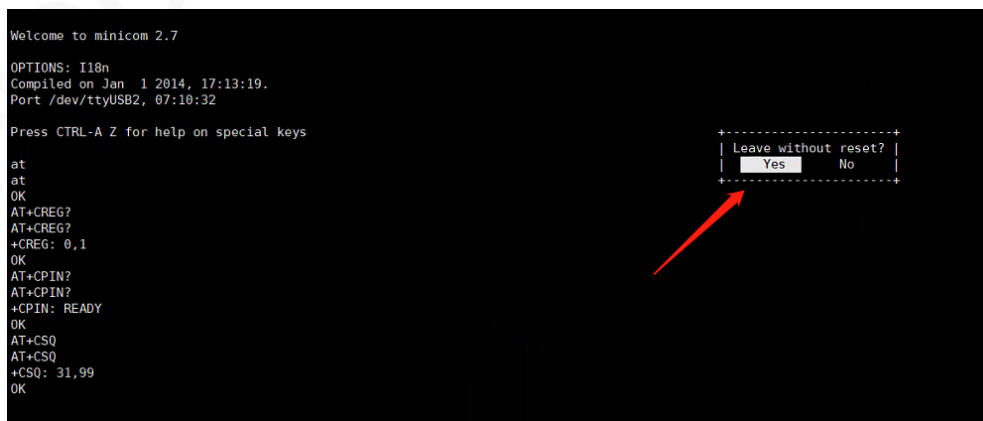 Welcome to minicom 2.7
OPTIONS: I18n
Compiled on Jan  1 2014, 17:13:19.
Port /dev/ttyUSB2, 07:10:32
Press CTRL-A Z for help on special keys
at
at
OK
AT+CREG?
AT+CREG?
+CREG: 0,1
OK
AT+CPIN?
AT+CPIN?
+CPIN: READY
OK
AT+CSQ
AT+CSQ
+CSQ: 31,99
OK
Leave without reset?
Yes No